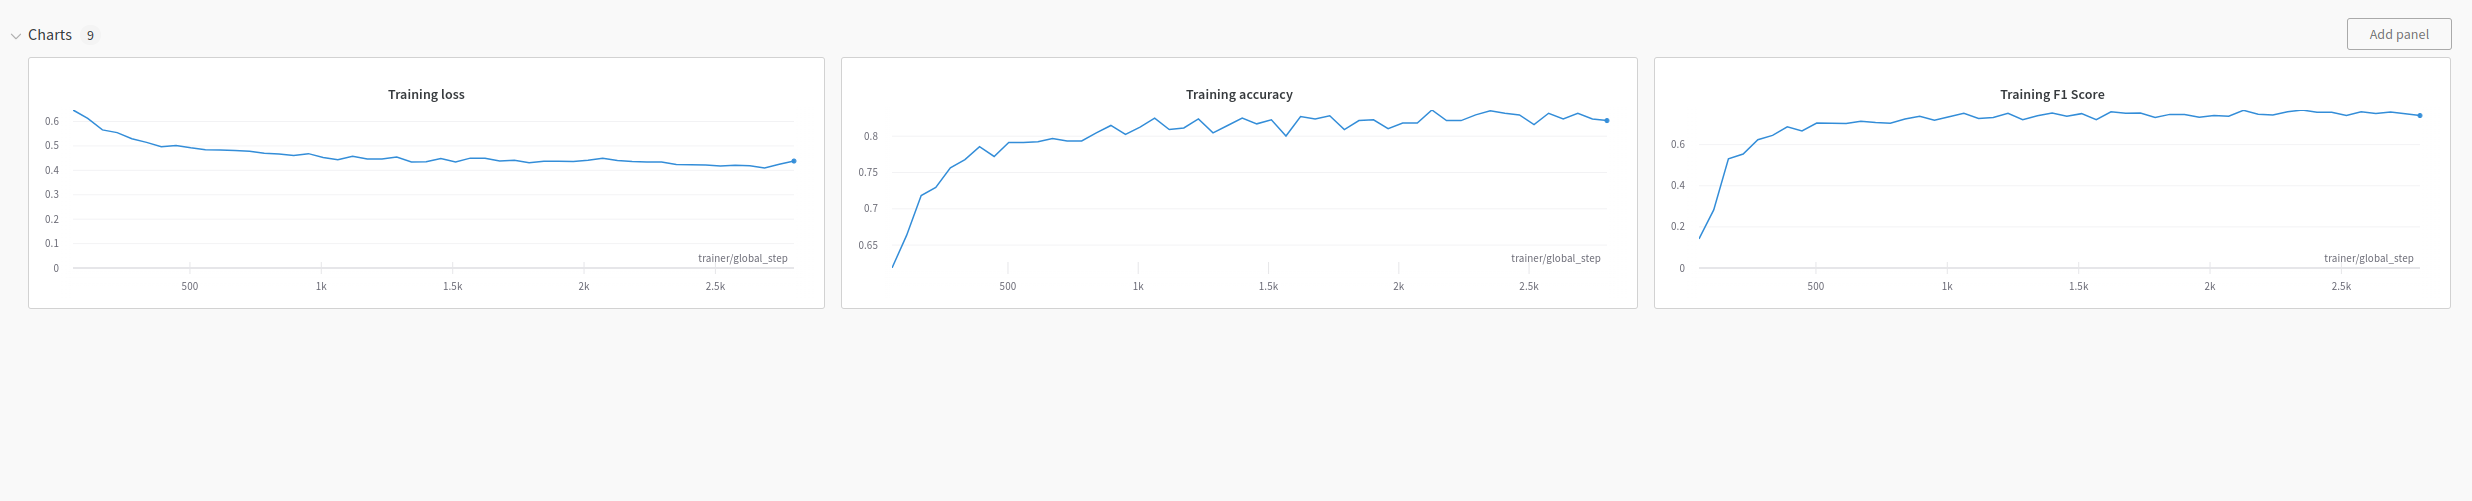 Charts 9
Add panel
Training loss
0.6
0.5
0.4
0.3
0.2
0.1
0
trainer/global_step
500 1k 1.5k 2k 2.5k
Training accuracy
0.8
0.75
0.7
0.65
trainer/global_step
500 1k 1.5k 2k 2.5k
Training F1 Score
0.6
0.4
0.2
0
trainer/global_step
500 1k 1.5k 2k 2.5k